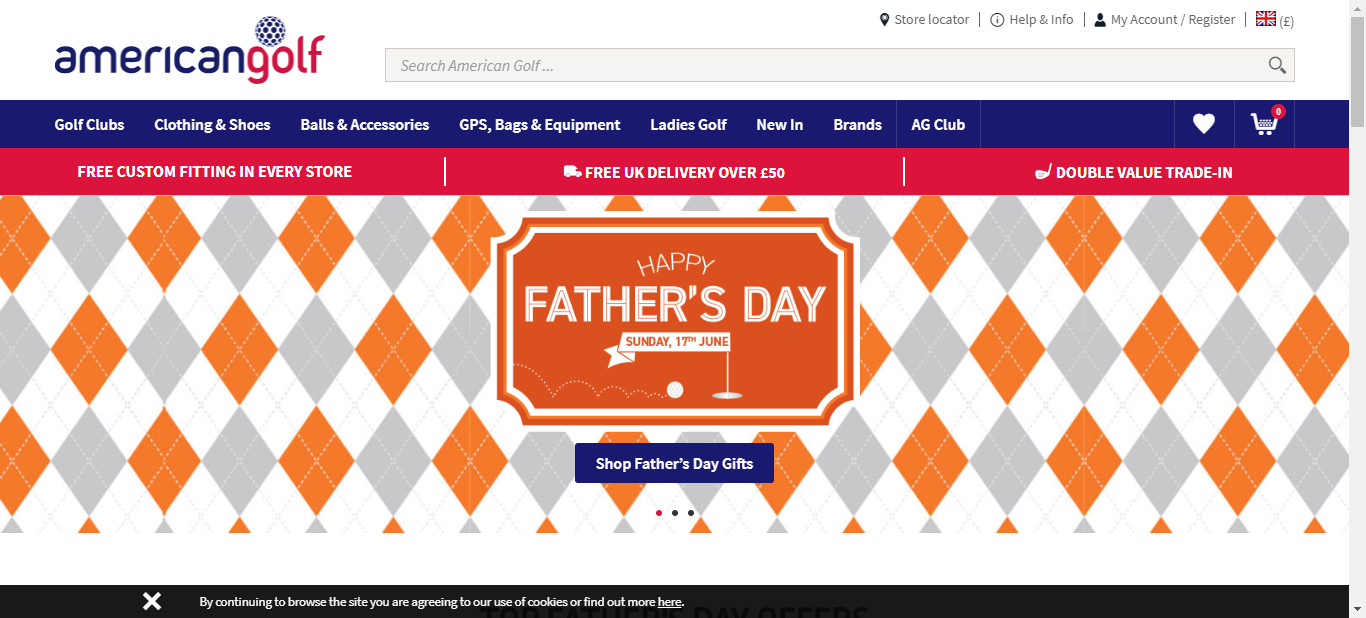 Store locator
Help & Info
My Account / Register
(£)
americangolf
Search American Golf ...
Golf Clubs
Clothing & Shoes
Balls & Accessories
GPS, Bags & Equipment
Ladies Golf
New In
Brands
AG Club
0
FREE CUSTOM FITTING IN EVERY STORE
FREE UK DELIVERY OVER £50
DOUBLE VALUE TRADE-IN
HAPPY
FATHER'S DAY
SUNDAY, 17TH JUNE
Shop Father's Day Gifts
By continuing to browse the site you are agreeing to our use of cookies or find out more here.
TOP FATHER'S DAY OFFERS